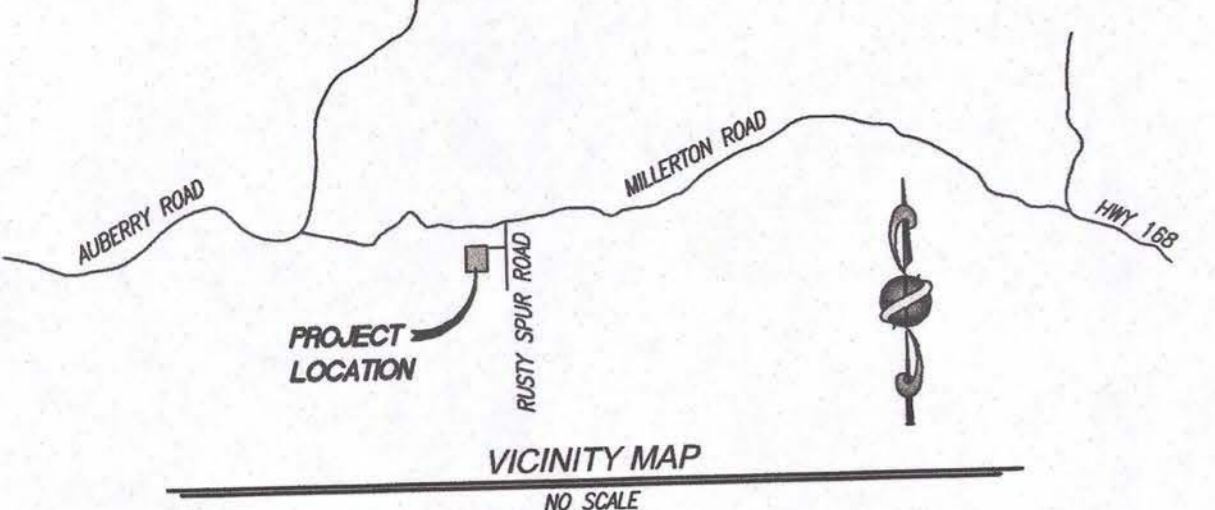 MILLERTON ROAD
AUBERRY ROAD
HWY 168
RUSTY SPUR ROAD
PROJECT
LOCATION
VICINITY MAP
NO SCALE